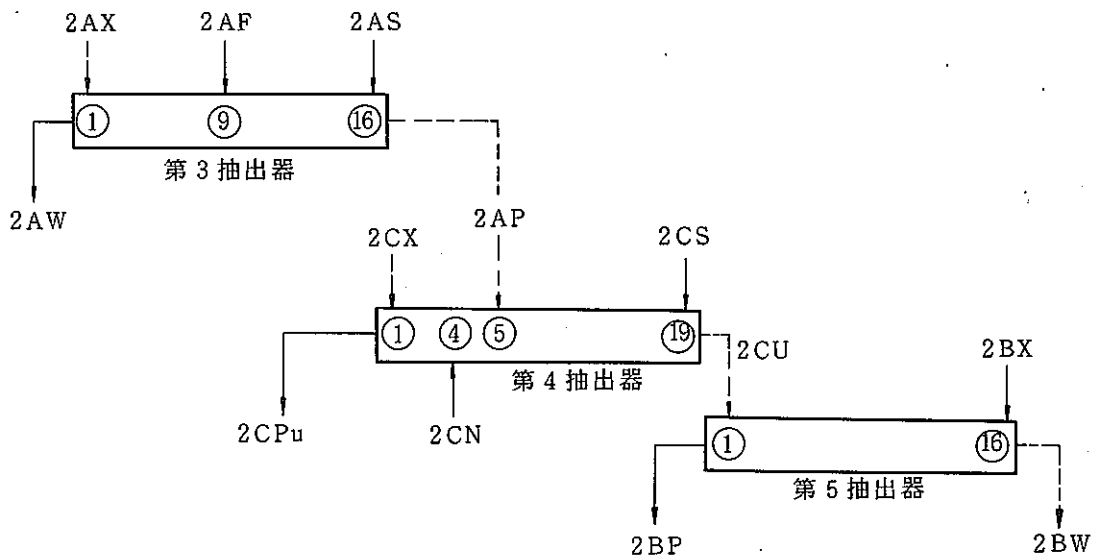 2AX 2AF 2AS
① ⑨ ⑯
第3抽出器
2AW
2AP
2CX 2CS
① ④ ⑤ ⑲
2CU 2BX
第4抽出器
2CPu 2CN
① ⑯
第5抽出器
2BP 2BW